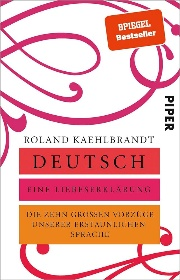 SPIEGEL
Bestseller
PIPER
ROLAND KAEHLBRANDT
DEUTSCH
EINE LIEBESERKLÄRUNG
DIE ZEHN GROSSEN VORZÜGE
UNSERER ERSTAUNLICHEN
SPRACHE